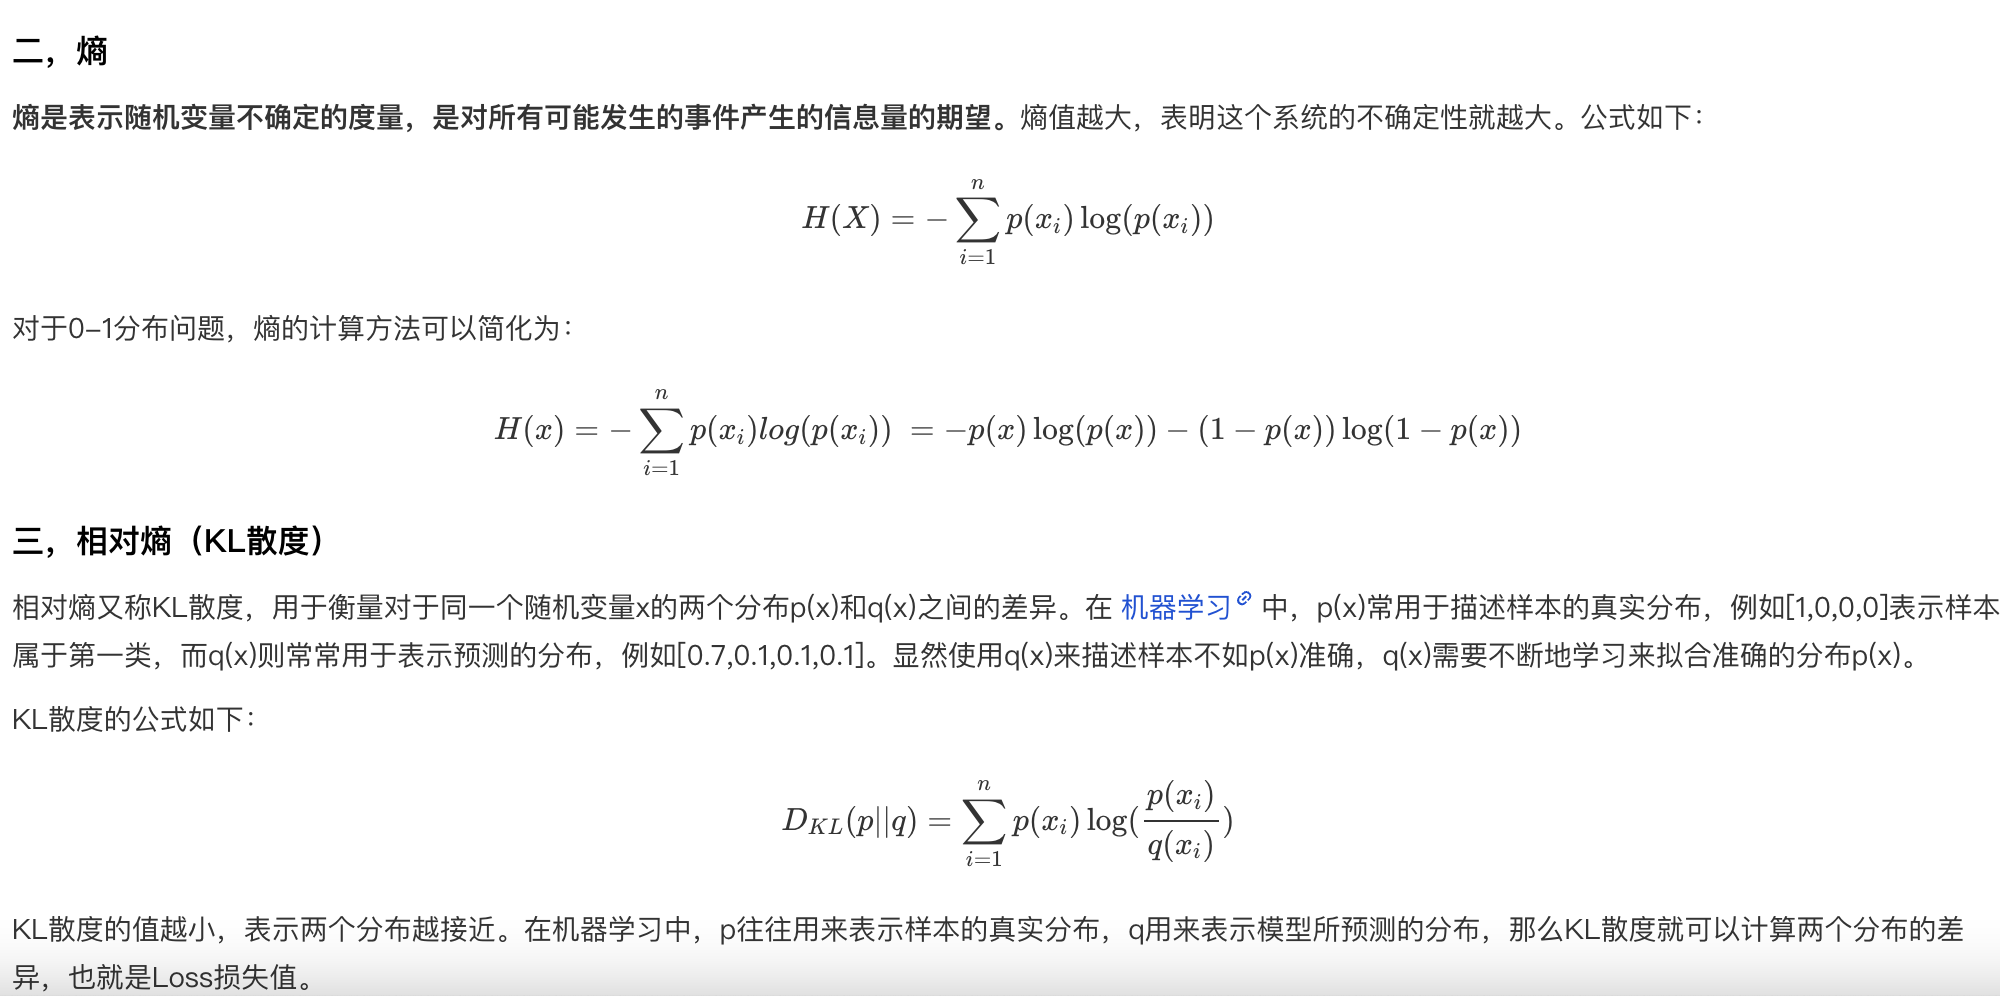 二，熵
熵是表示随机变量不确定的度量，是对所有可能发生的事件产生的信息量的期望。熵值越大，表明这个系统的不确定性就越大。公式如下：
H(X) = −∑_{i=1}^{n} p(x_i) log(p(x_i))
对于0-1分布问题，熵的计算方法可以简化为：
H(x) = −∑_{i=1}^{n} p(x_i)log(p(x_i)) = −p(x) log(p(x)) − (1 − p(x)) log(1 − p(x))
三，相对熵（KL散度）
相对熵又称KL散度，用于衡量对于同一个随机变量x的两个分布p(x)和q(x)之间的差异。在 机器学习 中，p(x)常用于描述样本的真实分布，例如[1,0,0,0]表示样本
属于第一类，而q(x)则常常用于表示预测的分布，例如[0.7,0.1,0.1,0.1]。显然使用q(x)来描述样本不如p(x)准确，q(x)需要不断地学习来拟合准确的分布p(x)。
KL散度的公式如下：
D_{KL}(p||q) = ∑_{i=1}^{n} p(x_i) log(\frac{p(x_i)}{q(x_i)})
KL散度的值越小，表示两个分布越接近。在机器学习中，p往往用来表示样本的真实分布，q用来表示模型所预测的分布，那么KL散度就可以计算两个分布的差
异，也就是Loss损失值。